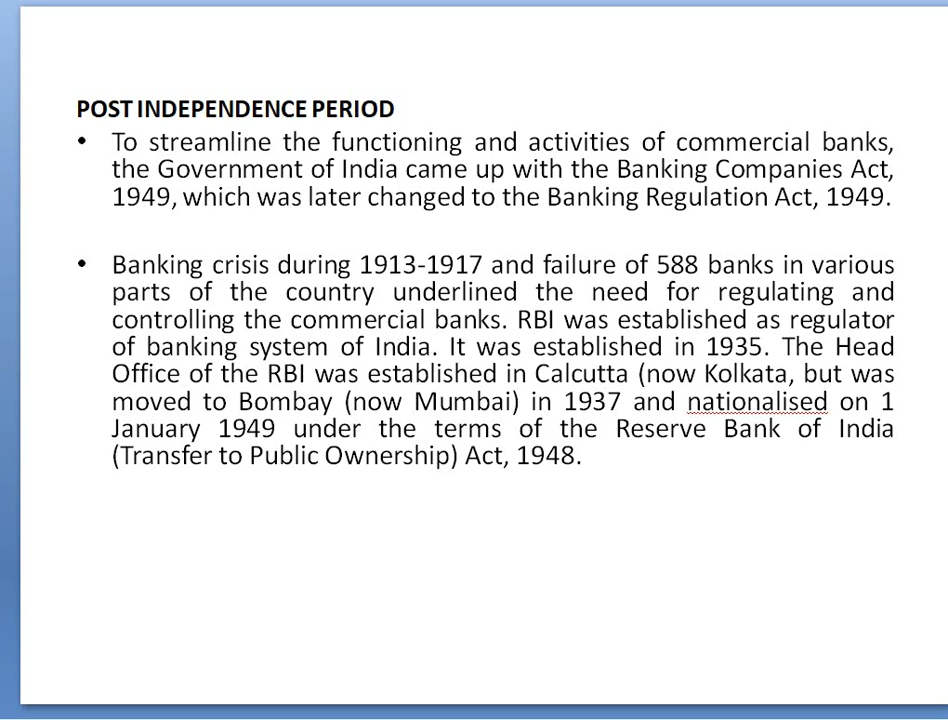 POST INDEPENDENCE PERIOD
• To streamline the functioning and activities of commercial banks,
the Government of India came up with the Banking Companies Act,
1949, which was later changed to the Banking Regulation Act, 1949.
• Banking crisis during 1913-1917 and failure of 588 banks in various
parts of the country underlined the need for regulating and
controlling the commercial banks. RBI was established as regulator
of banking system of India. It was established in 1935. The Head
Office of the RBI was established in Calcutta (now Kolkata, but was
moved to Bombay (now Mumbai) in 1937 and nationalised on 1
January 1949 under the terms of the Reserve Bank of India
(Transfer to Public Ownership) Act, 1948.